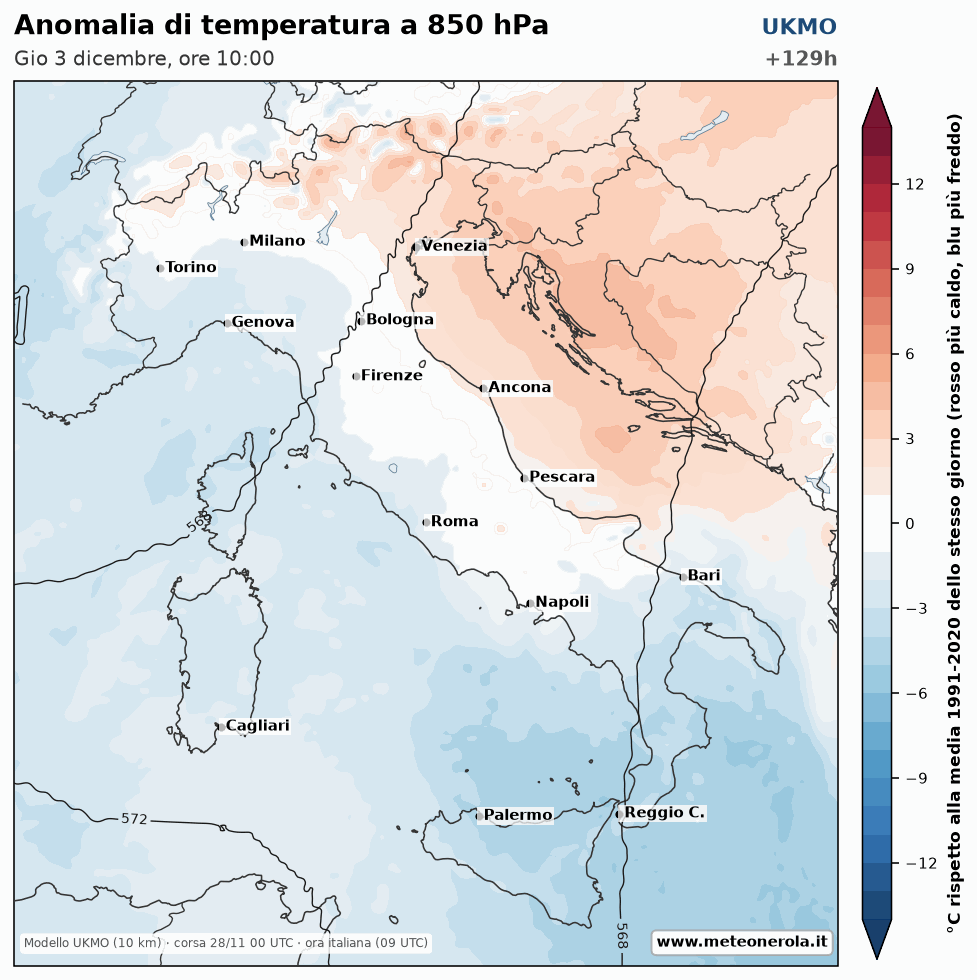 Anomalia di temperatura a 850 hPa
UKMO
Gio 3 dicembre, ore 10:00
+129h
Milano
Venezia
Torino
Genova
Bologna
Firenze
Ancona
Pescara
Roma
568
Bari
Napoli
Cagliari
Palermo
Reggio C.
572
568
Modello UKMO (10 km) · corsa 28/11 00 UTC · ora italiana (09 UTC)
www.meteonerola.it
12
9
6
3
0
−3
−6
−9
−12
°C rispetto alla media 1991-2020 dello stesso giorno (rosso più caldo, blu più freddo)